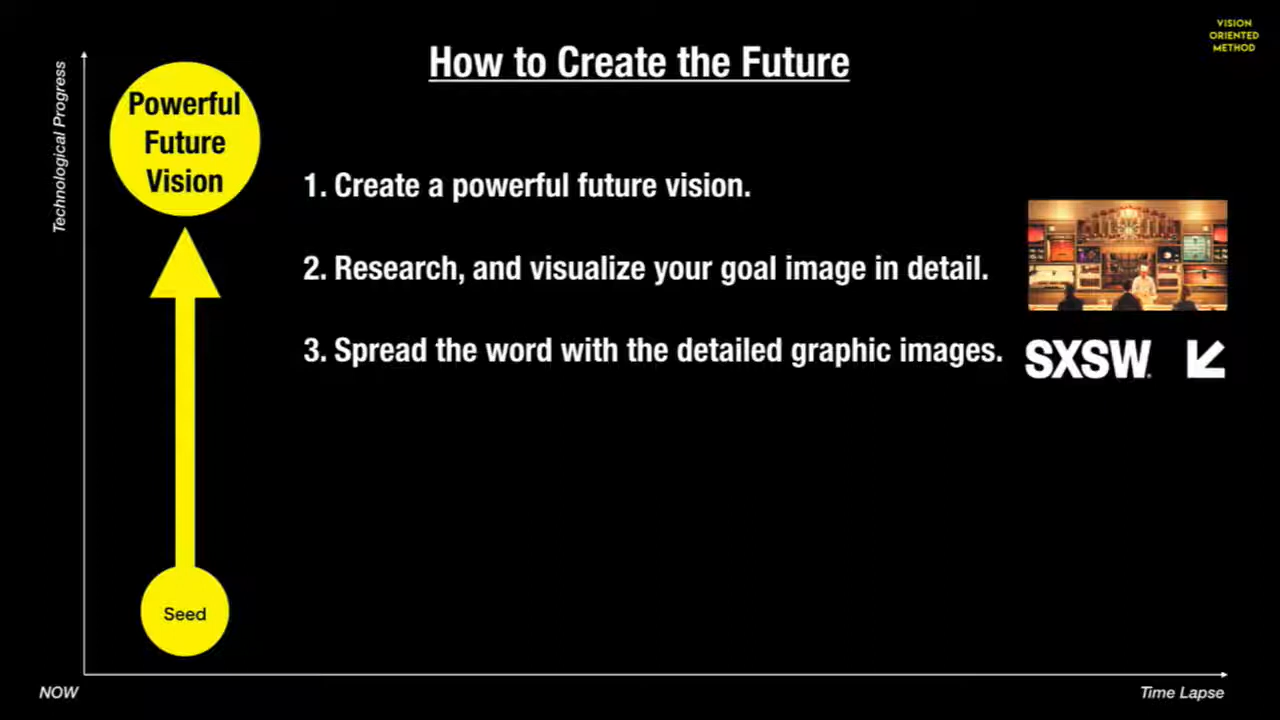 VISION
ORIENTED
METHOD
How to Create the Future
Technological Progress
Powerful
Future
Vision
1. Create a powerful future vision.
2. Research, and visualize your goal image in detail.
3. Spread the word with the detailed graphic images.
SXSW.
Seed
NOW
Time Lapse